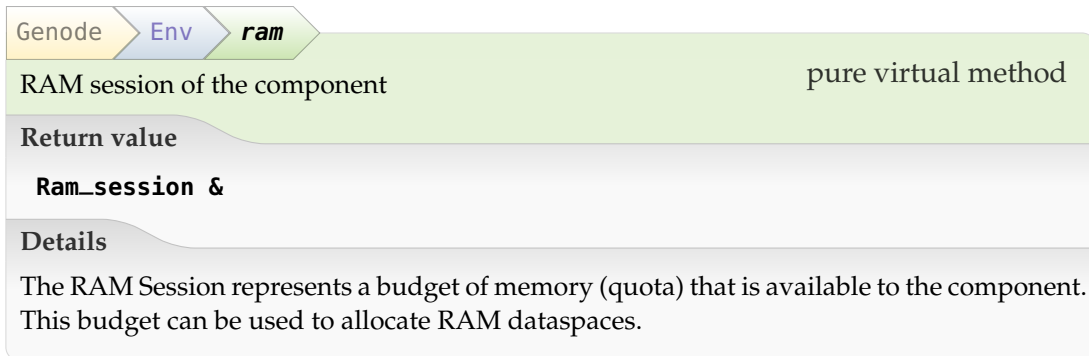 Genode Env ram
RAM session of the component pure virtual method
Return value
Ram_session &
Details
The RAM Session represents a budget of memory (quota) that is available to the component.
This budget can be used to allocate RAM dataspaces.